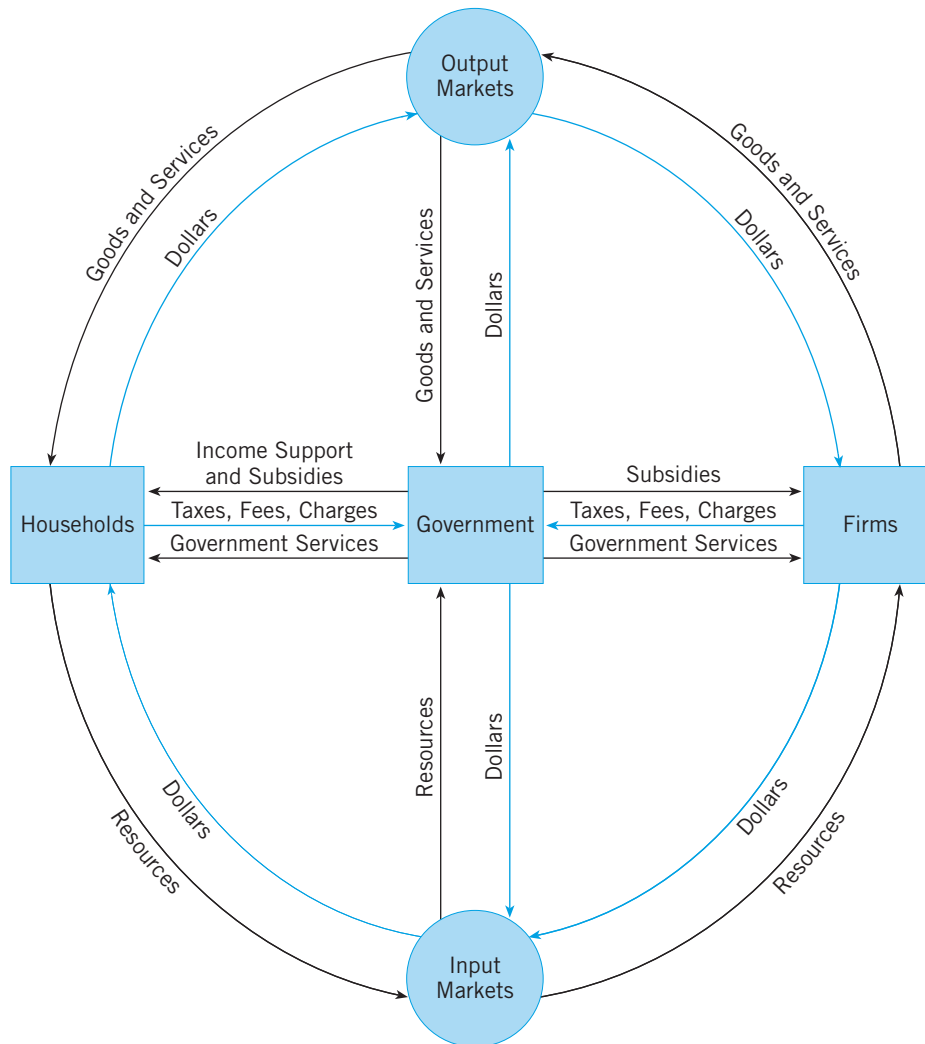 Output
Markets
Goods and Services
Dollars
Goods and Services
Dollars
Dollars
Goods and Services
Income Support
and Subsidies
Subsidies
Households
Taxes, Fees, Charges
Government
Taxes, Fees, Charges
Firms
Government Services
Government Services
Resources
Dollars
Dollars
Resources
Dollars
Resources
Input
Markets